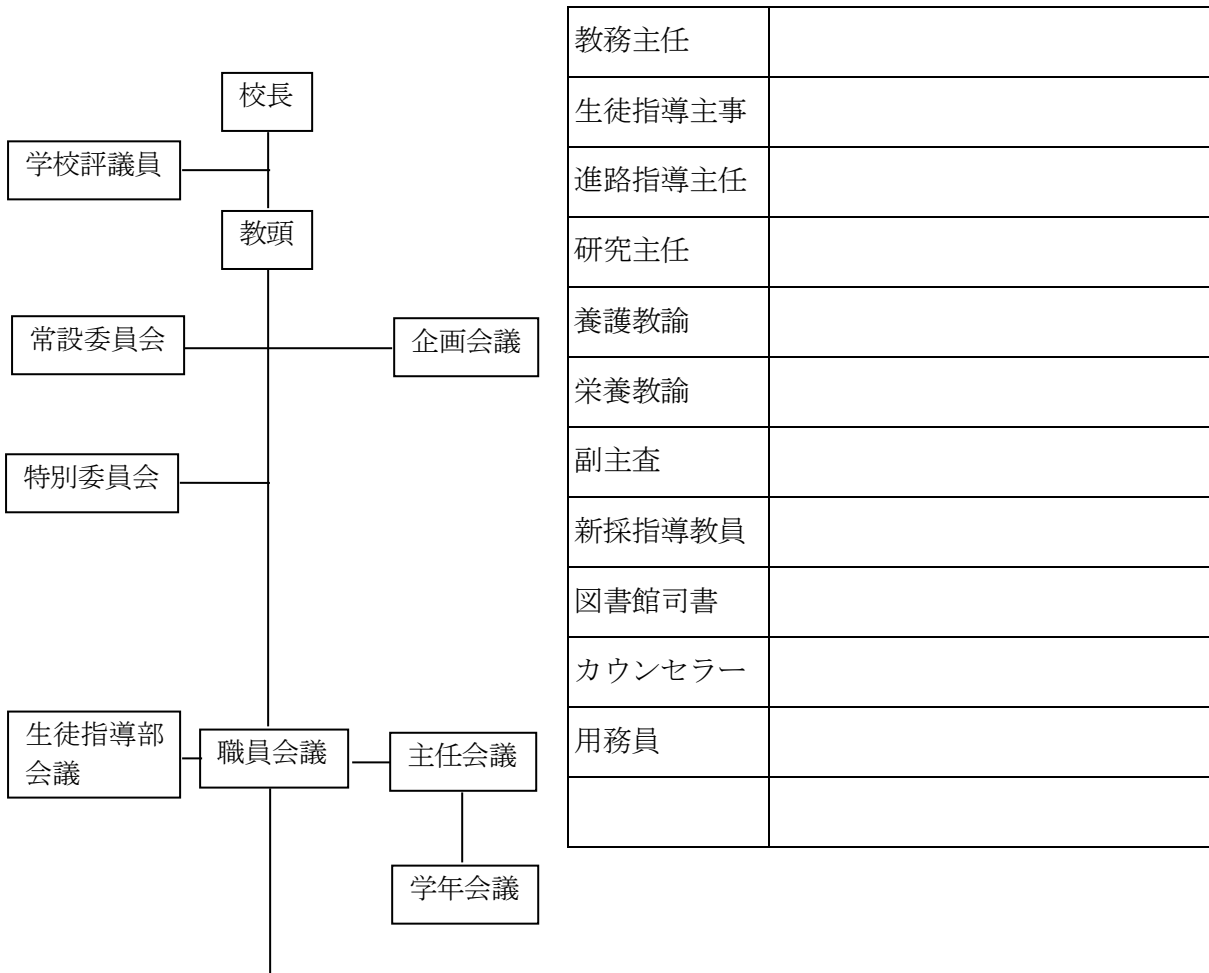 校長
学校評議員
教頭
常設委員会
企画会議
特別委員会
生徒指導部
会議
職員会議
主任会議
学年会議
教務主任
生徒指導主事
進路指導主任
研究主任
養護教諭
栄養教諭
副主査
新採指導教員
図書館司書
カウンセラー
用務員